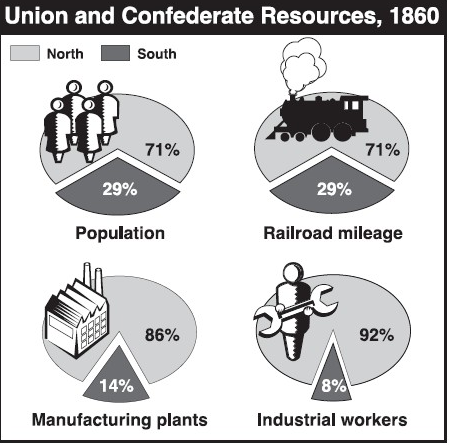 Union and Confederate Resources, 1860
North South
71%
29%
Population
71%
29%
Railroad mileage
86%
14%
Manufacturing plants
92%
8%
Industrial workers